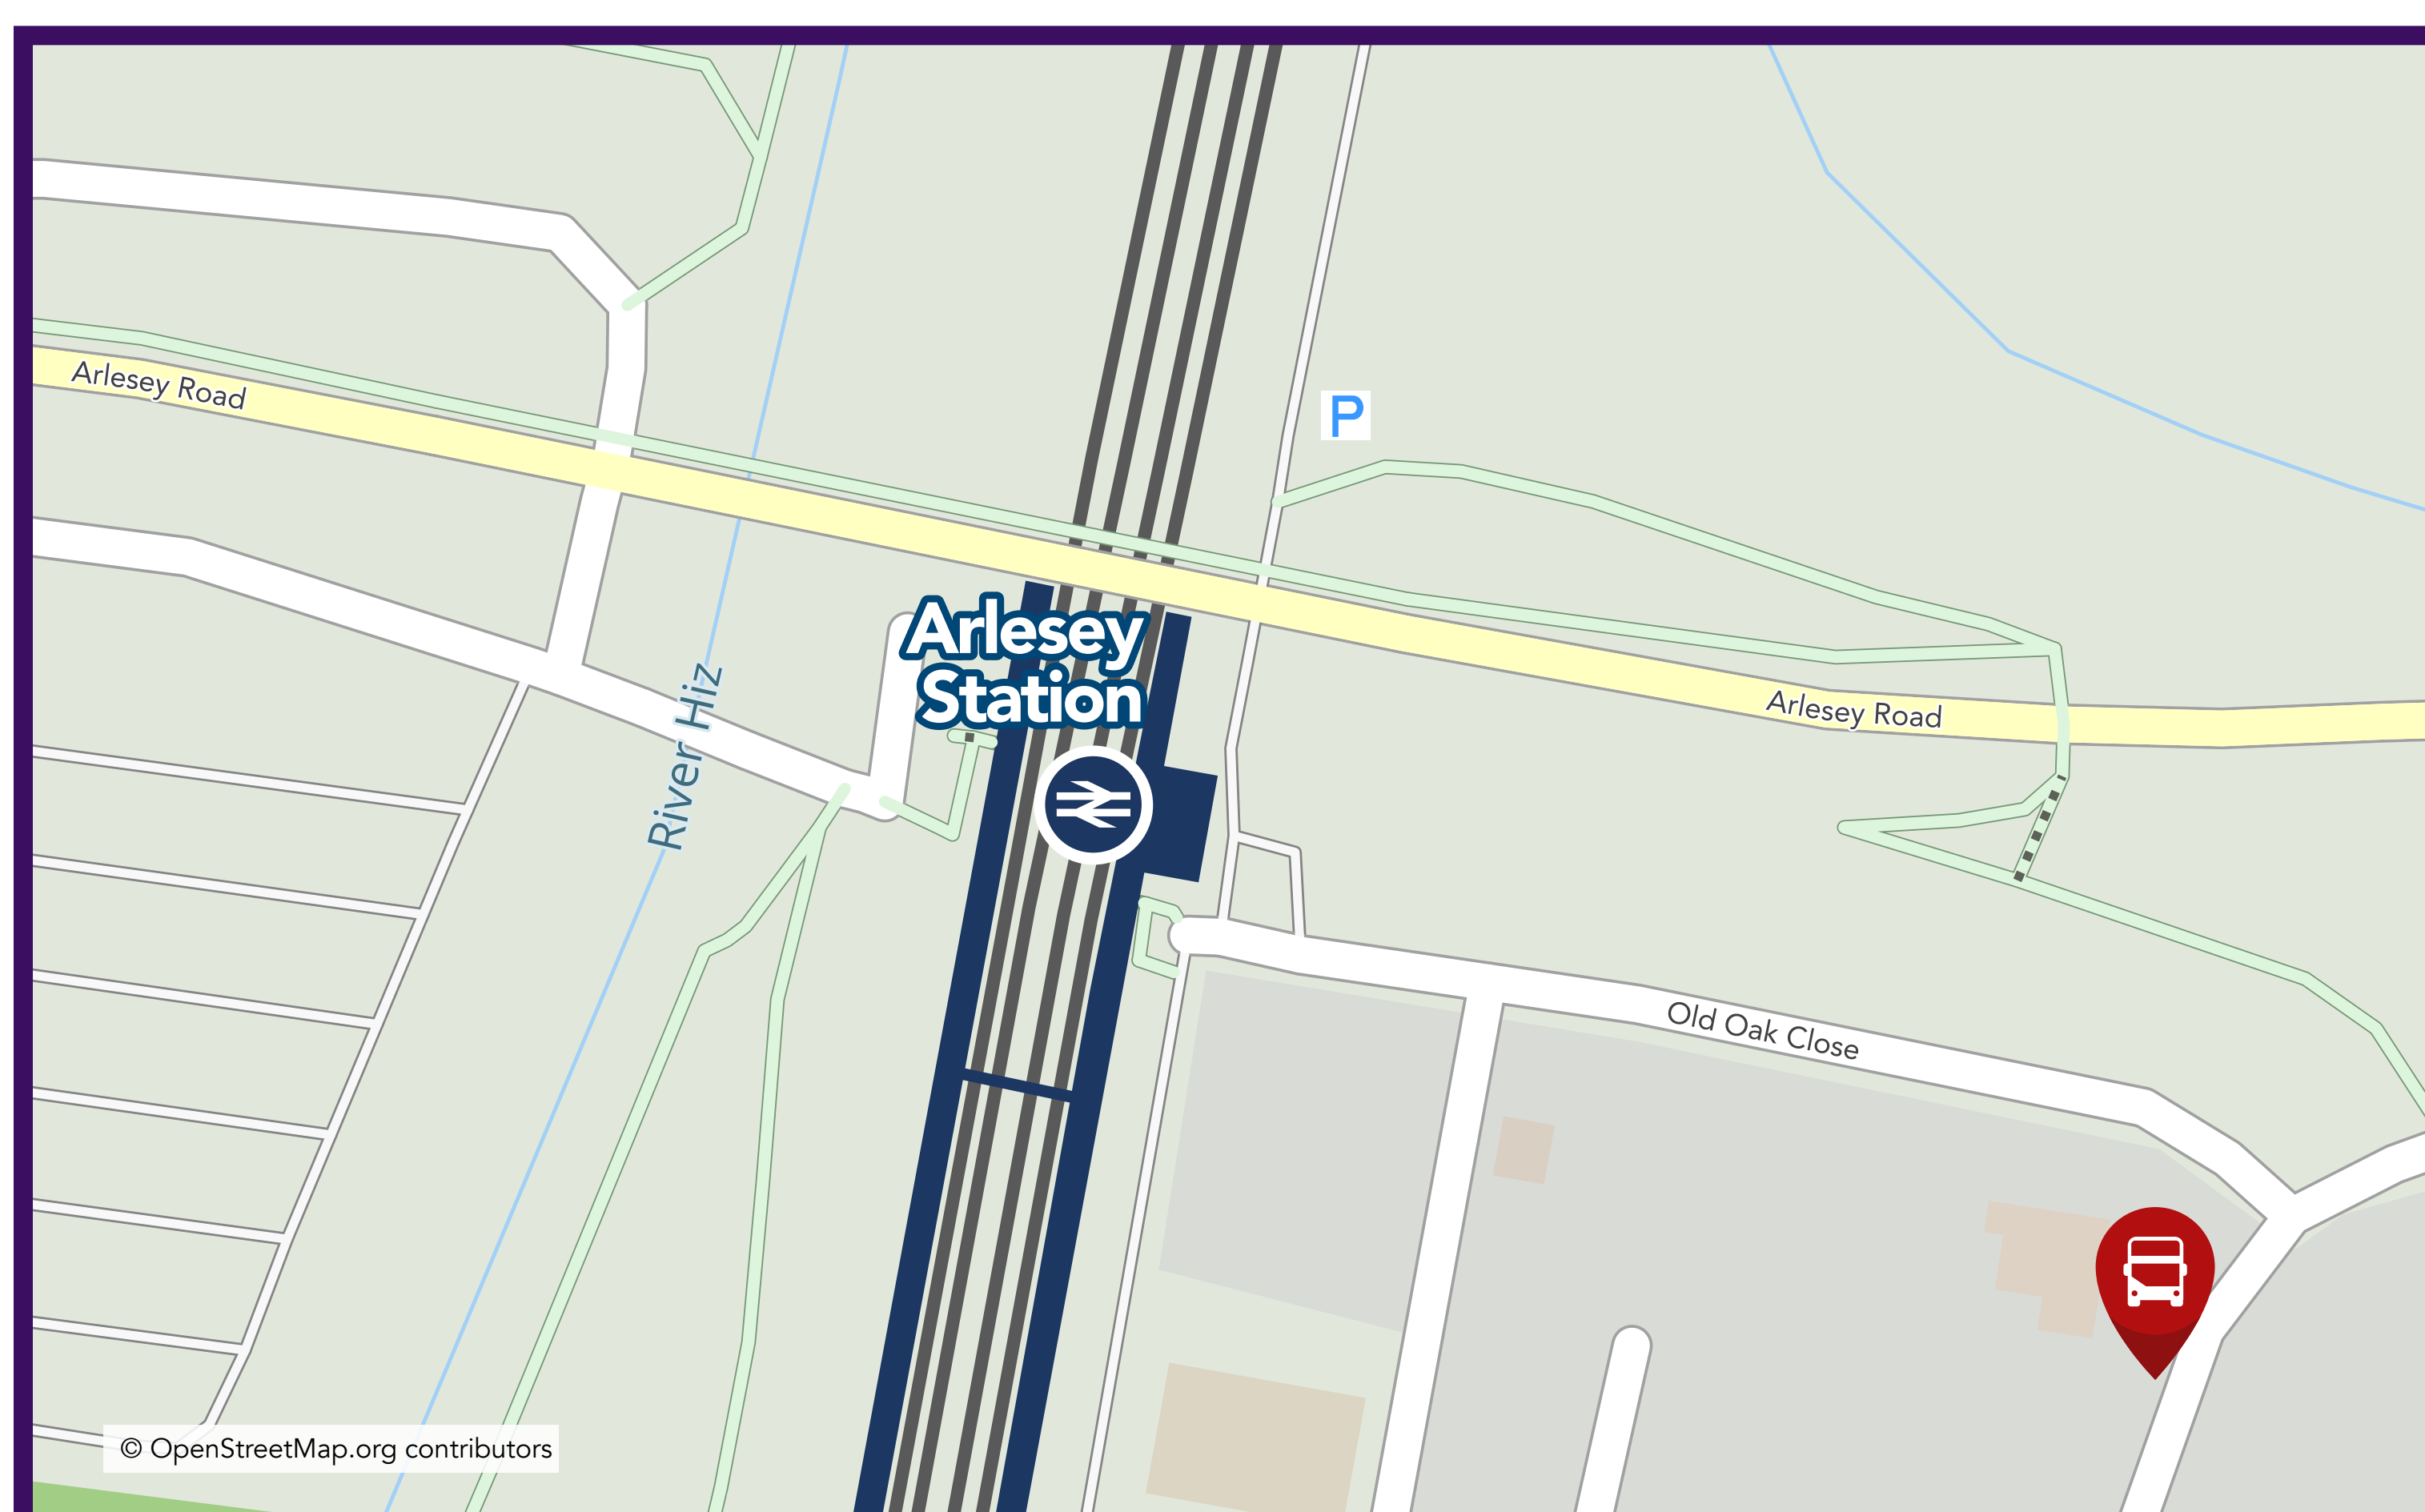 Arlesey Road
P
Arlesey
Station
River Hiz
Arlesey Road
Old Oak Close
© OpenStreetMap.org contributors